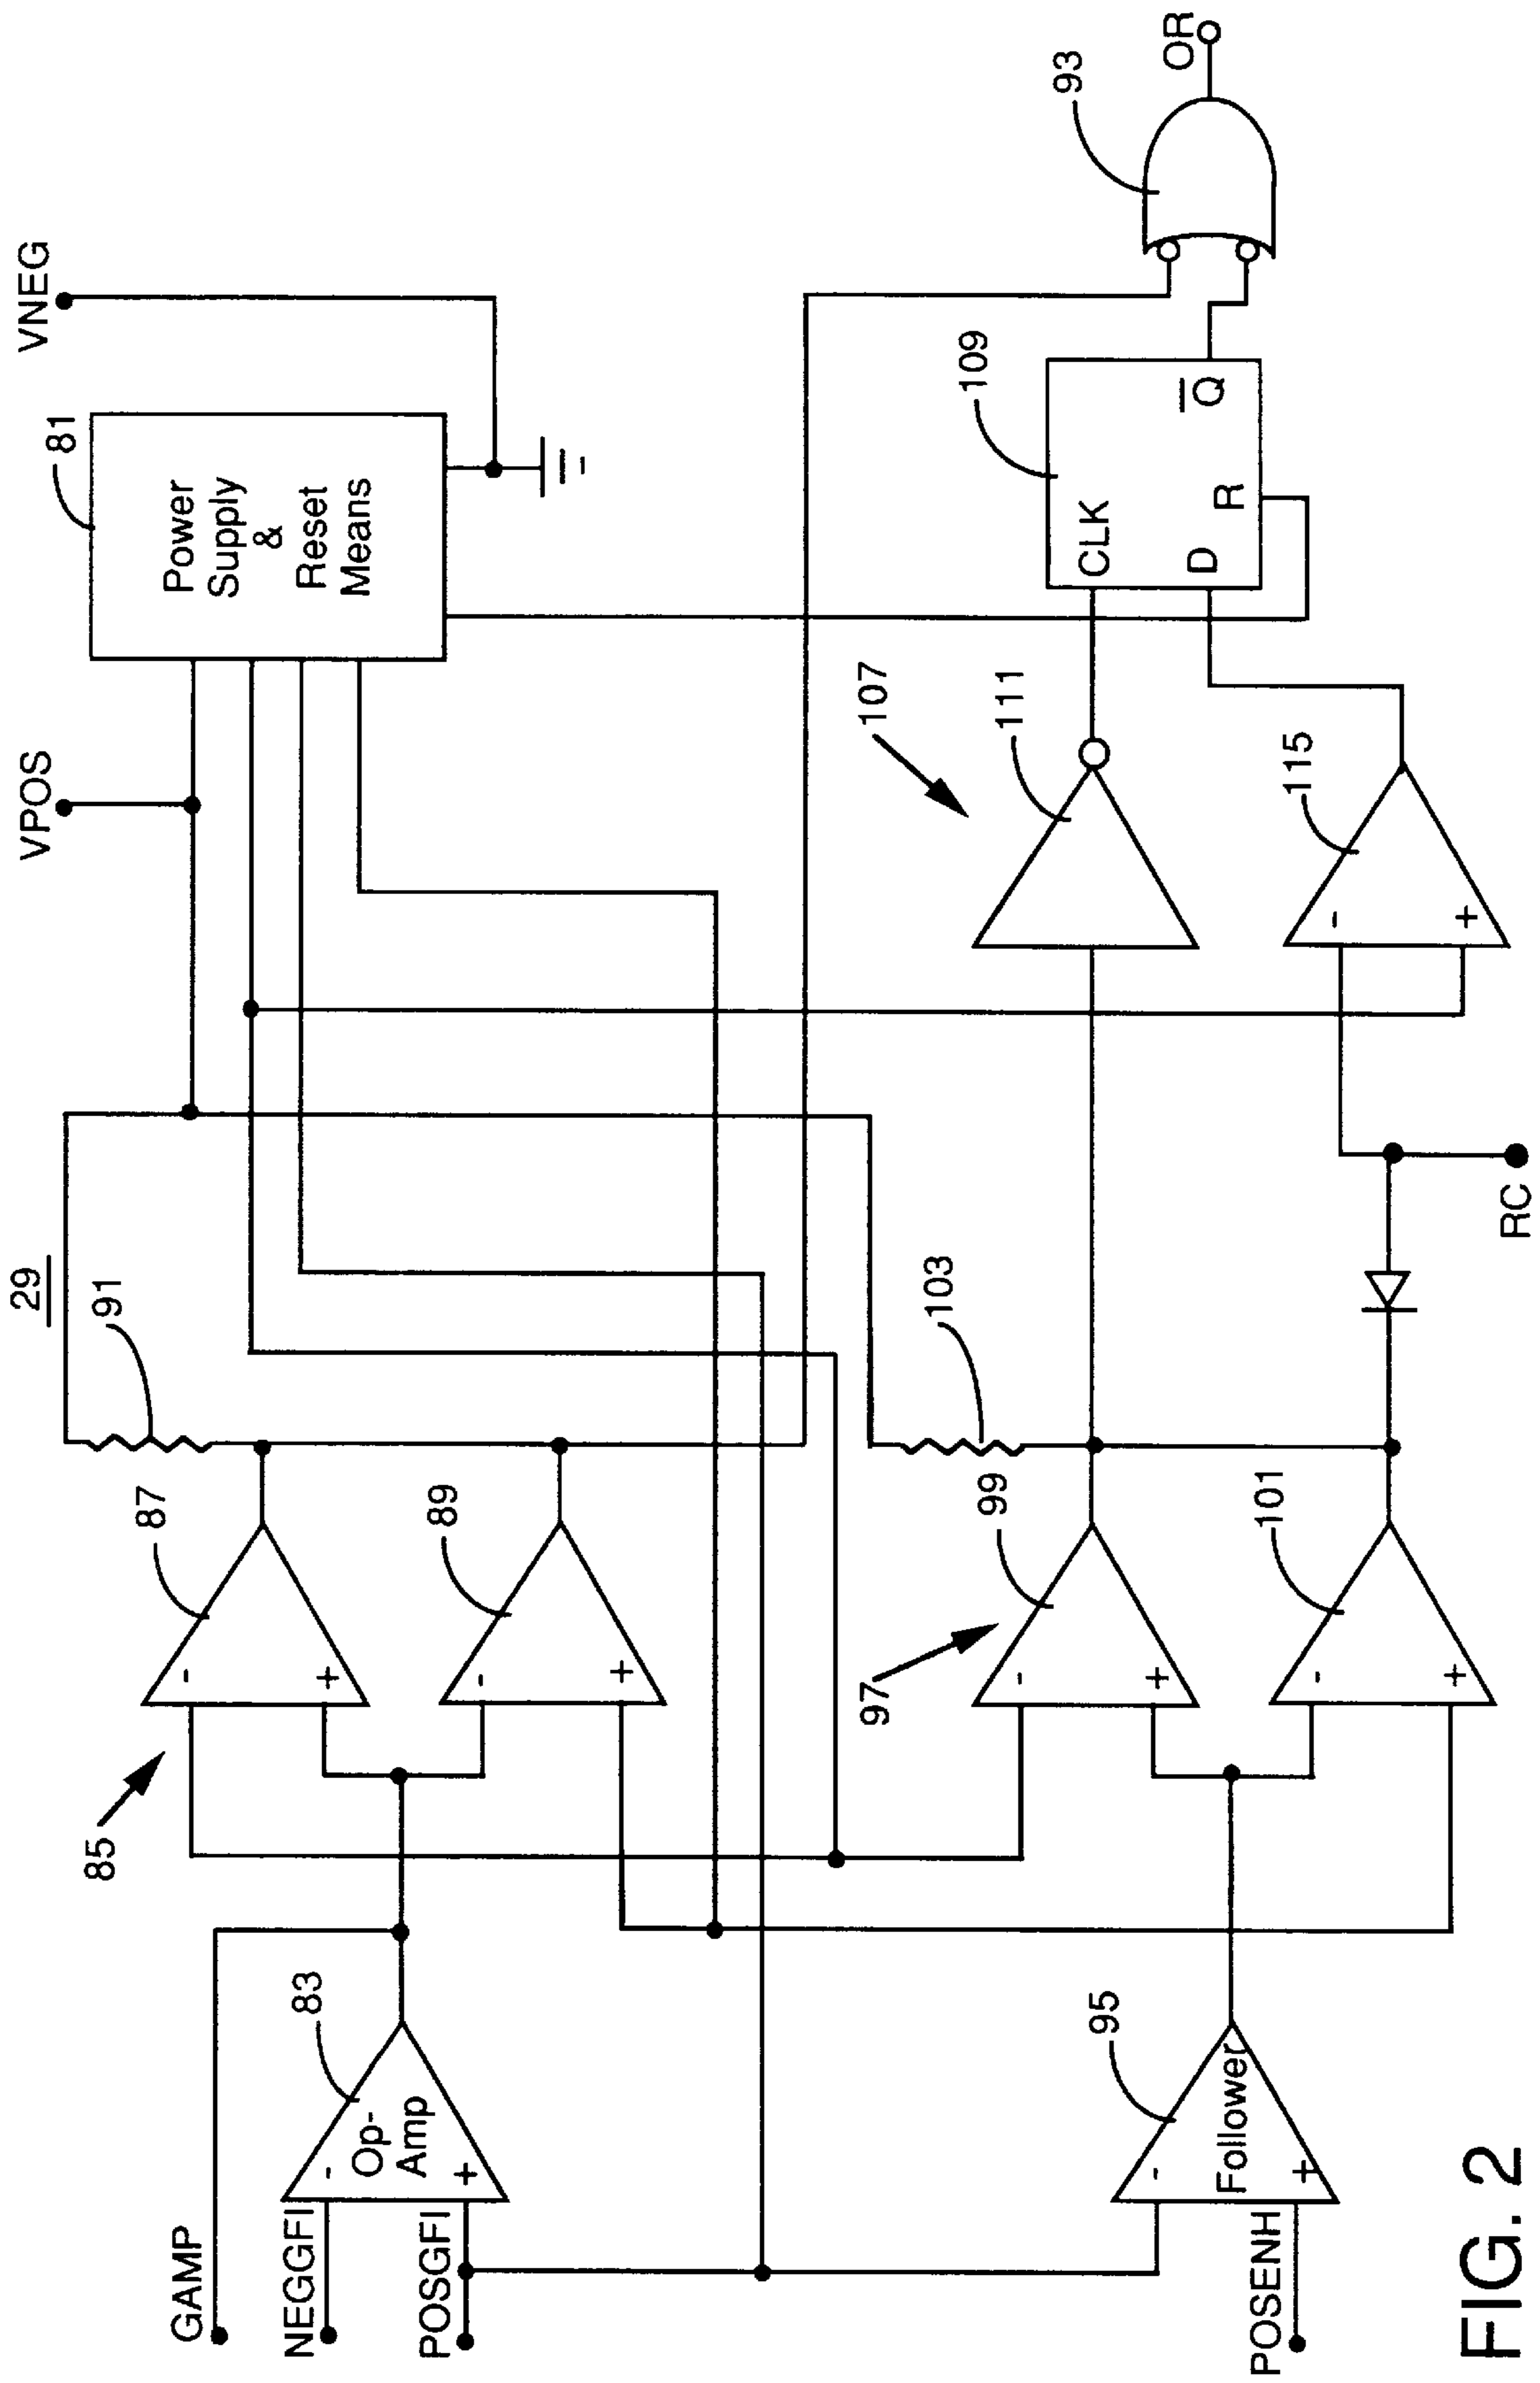 29
VPOS
VNEG
81
Power
Supply
&
Reset
Means
91
87
-
+
85
89
-
+
GAMP
83
NEGGFI
-
Op-
Amp
POSGFI
+
103
107
111
109
CLK
D
R
Q̅
93
OR
97
99
-
+
101
-
+
115
-
+
95
-
Follower
POSENH
+
RC
FIG. 2